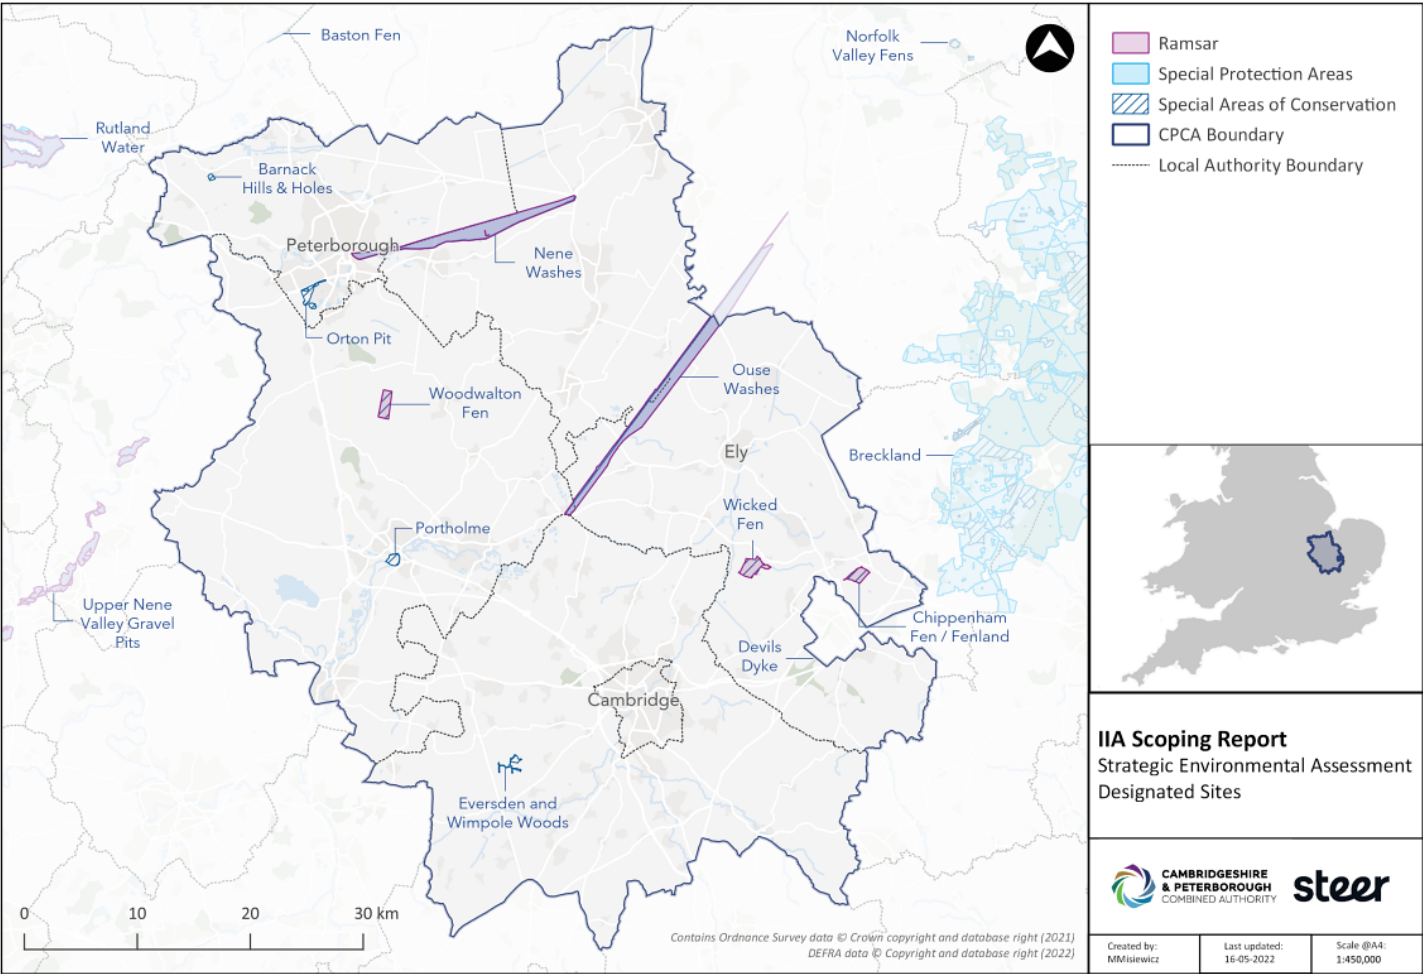 Baston Fen
Norfolk
Valley Fens
Rutland
Water
Barnack
Hills & Holes
Peterborough
Nene
Washes
Orton Pit
Woodwalton
Fen
Ouse
Washes
Ely
Breckland
Wicked
Fen
Portholme
Upper Nene
Valley Gravel
Pits
Chippenham
Fen / Fenland
Devils
Dyke
Cambridge
Eversden and
Wimpole Woods
0 10 20 30 km
Contains Ordnance Survey data © Crown copyright and database right (2021)
DEFRA data © Copyright and database right (2022)
Ramsar
Special Protection Areas
Special Areas of Conservation
CPCA Boundary
Local Authority Boundary
IIA Scoping Report
Strategic Environmental Assessment
Designated Sites
CAMBRIDGESHIRE
& PETERBOROUGH
COMBINED AUTHORITY
steer
Created by:
MMisiewicz
Last updated:
16-05-2022
Scale @A4:
1:450,000